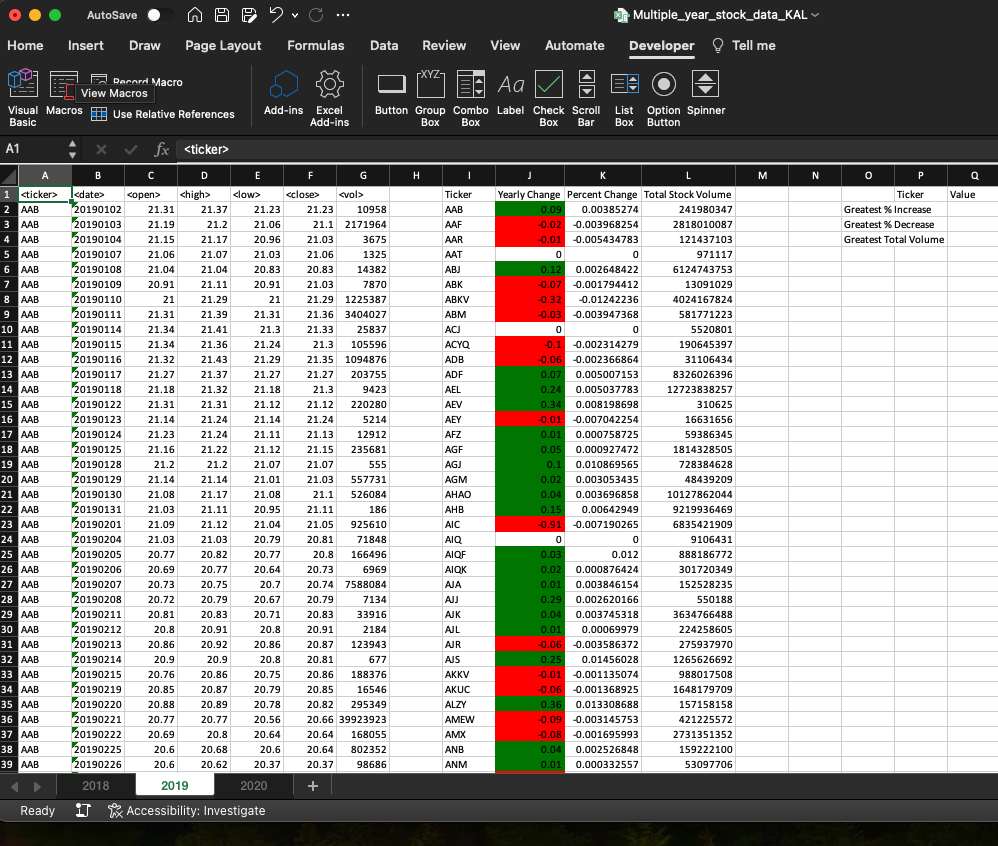 AutoSave
Multiple_year_stock_data_KAL
Home Insert Draw Page Layout Formulas Data Review View Automate Developer Tell me
Visual Basic
Macros
Record Macro
View Macros
Use Relative References
Add-ins
Excel Add-ins
Button
Group Box
Combo Box
Label
Check Box
Scroll Bar
List Box
Option Button
Spinner
A1 fx <ticker>
A B C D E F G H I J K L M N O P Q
1 <ticker> <date> <open> <high> <low> <close> <vol> Ticker Yearly Change Percent Change Total Stock Volume Ticker Value
2 AAB 20190102 21.31 21.37 21.23 21.23 10958 AAB 0.09 0.00385274 241980347 Greatest % Increase
3 AAB 20190103 21.19 21.2 21.06 21.1 2171964 AAF -0.02 -0.003968254 2818010087 Greatest % Decrease
4 AAB 20190104 21.15 21.17 20.96 21.03 3675 AAR -0.01 -0.005434783 121437103 Greatest Total Volume
5 AAB 20190107 21.06 21.07 21.03 21.06 1325 AAT 0 0 971117
6 AAB 20190108 21.04 21.04 20.83 20.83 14382 ABJ 0.12 0.002648422 6124743753
7 AAB 20190109 20.91 21.11 20.91 21.03 7870 ABK -0.07 -0.001794412 13091029
8 AAB 20190110 21 21.29 21 21.29 1225387 ABKV -0.32 -0.01242236 4024167824
9 AAB 20190111 21.31 21.39 21.31 21.36 3404027 ABM -0.03 -0.003947368 581771223
10 AAB 20190114 21.34 21.41 21.3 21.33 25837 ACJ 0 0 5520801
11 AAB 20190115 21.34 21.36 21.24 21.3 105596 ACYQ -0.1 -0.002314279 190645397
12 AAB 20190116 21.32 21.43 21.29 21.35 1094876 ADB -0.06 -0.002366864 31106434
13 AAB 20190117 21.27 21.37 21.27 21.27 203755 ADF 0.07 0.005007153 8326026396
14 AAB 20190118 21.18 21.32 21.18 21.3 9423 AEL 0.24 0.005037783 12723838257
15 AAB 20190122 21.31 21.31 21.12 21.12 220280 AEV 0.34 0.008198698 310625
16 AAB 20190123 21.14 21.24 21.14 21.24 5214 AEY -0.01 -0.007042254 16631656
17 AAB 20190124 21.23 21.24 21.11 21.13 12912 AFZ 0.01 0.000758725 59386345
18 AAB 20190125 21.16 21.22 21.12 21.15 235681 AGF 0.05 0.000927472 1814328505
19 AAB 20190128 21.2 21.2 21.07 21.07 555 AGJ 0.1 0.010869565 728384628
20 AAB 20190129 21.14 21.14 21.01 21.03 557731 AGM 0.02 0.003053435 48439209
21 AAB 20190130 21.08 21.17 21.08 21.1 526084 AHAO 0.04 0.003696858 10127862044
22 AAB 20190131 21.03 21.11 20.95 21.11 186 AHB 0.15 0.00642949 9219936469
23 AAB 20190201 21.09 21.12 21.04 21.05 925610 AIC -0.91 -0.007190265 6835421909
24 AAB 20190204 21.03 21.03 20.79 20.81 71848 AIQ 0 0 9106431
25 AAB 20190205 20.77 20.82 20.77 20.8 166496 AIQF 0.03 0.012 888186772
26 AAB 20190206 20.69 20.77 20.64 20.73 6969 AIQK 0.02 0.000876424 301720349
27 AAB 20190207 20.73 20.75 20.7 20.74 7588084 AJA 0.01 0.003846154 152528235
28 AAB 20190208 20.72 20.79 20.67 20.79 7134 AJJ 0.29 0.002620166 550188
29 AAB 20190211 20.81 20.83 20.71 20.83 33916 AJK 0.04 0.003745318 3634766488
30 AAB 20190212 20.8 20.91 20.8 20.91 2184 AJL 0.01 0.00069979 224258605
31 AAB 20190213 20.86 20.92 20.86 20.87 123943 AJR -0.06 -0.003586372 275937970
32 AAB 20190214 20.9 20.9 20.8 20.81 677 AJS 0.25 0.01456028 1265626692
33 AAB 20190215 20.76 20.86 20.75 20.86 188376 AKKV -0.01 -0.001135074 988017508
34 AAB 20190219 20.85 20.87 20.79 20.85 16546 AKUC -0.06 -0.001368925 1648179709
35 AAB 20190220 20.88 20.89 20.78 20.82 295349 ALZY 0.36 0.013308688 157158158
36 AAB 20190221 20.77 20.77 20.56 20.66 39923923 AMEW -0.09 -0.003145753 421225572
37 AAB 20190222 20.69 20.8 20.64 20.64 168055 AMX -0.08 -0.001695993 2731351352
38 AAB 20190225 20.6 20.68 20.6 20.64 802352 ANB 0.04 0.002526848 159222100
39 AAB 20190226 20.6 20.62 20.37 20.37 98686 ANM 0.01 0.000332557 53097706
2018 2019 2020 +
Ready Accessibility: Investigate